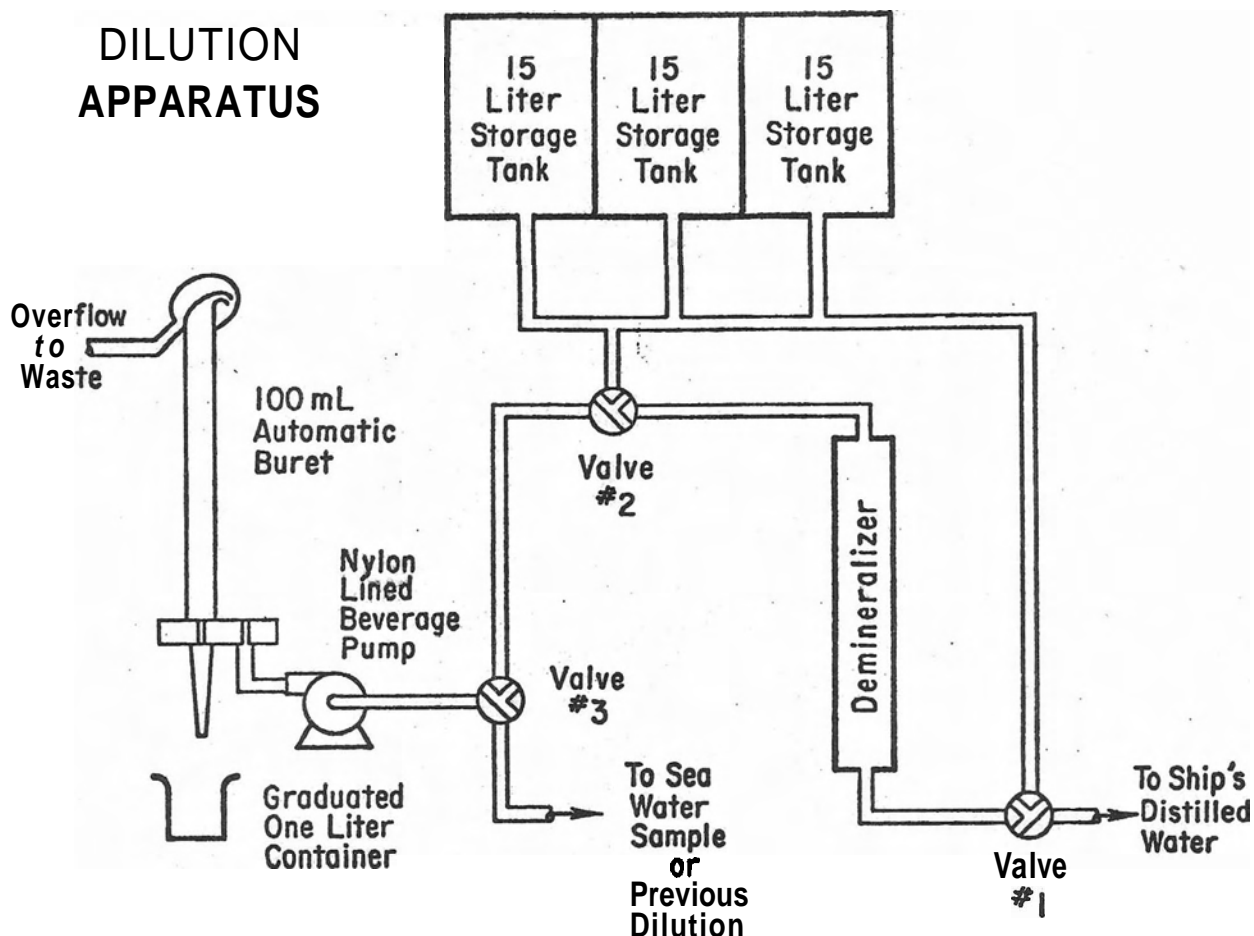 DILUTION
APPARATUS
15
Liter
Storage
Tank
15
Liter
Storage
Tank
15
Liter
Storage
Tank
Overflow
to
Waste
100 mL
Automatic
Buret
Valve
#2
Demineralizer
Nylon
Lined
Beverage
Pump
Valve
#3
Graduated
One Liter
Container
To Sea
Water
Sample
or
Previous
Dilution
To Ship's
Distilled
Water
Valve
#1